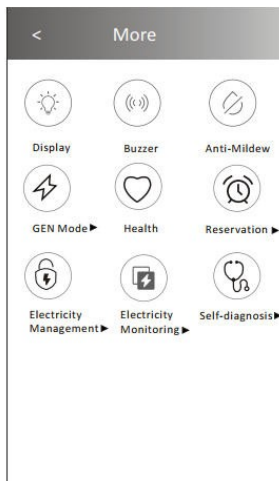 < More
Display Buzzer Anti-Mildew
GEN Mode▶ Health Reservation▶
Electricity Electricity Self-diagnosis▶
Management▶ Monitoring▶